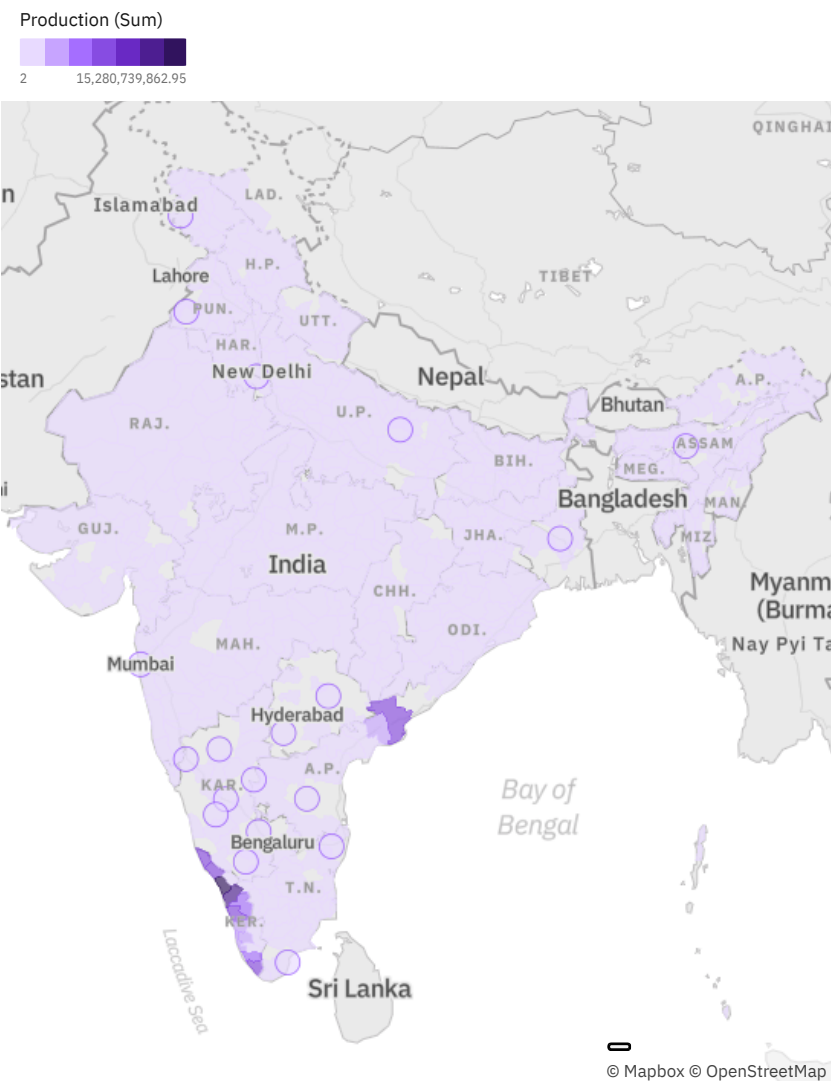 Production (Sum)
2 15,280,739,862.95
QINGHAI
n
Islamabad
LAD.
Lahore
H.P.
TIBET
PUN.
UTT.
HAR.
New Delhi
stan
Nepal
A.P.
Bhutan
RAJ.
U.P.
ASSAM
BIH.
MEG.
ni
Bangladesh
MAN
GUJ.
M.P.
JHA.
MIZ
India
CHH.
Myanm
(Burma
MAH.
ODI.
Nay Pyi Ta
Mumbai
Hyderabad
A.P.
KAR.
Bay of
Bengal
Bengaluru
T.N.
KER.
Laccadive Sea
Sri Lanka
© Mapbox © OpenStreetMap